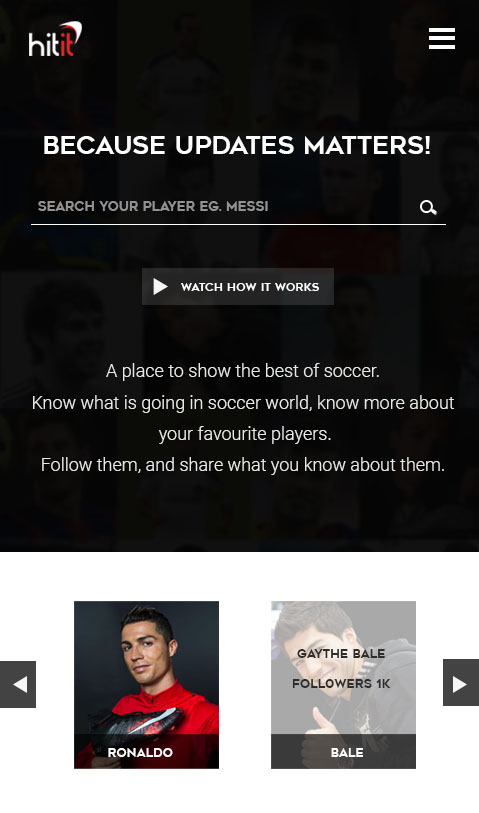 hitit
BECAUSE UPDATES MATTERS!
SEARCH YOUR PLAYER EG. MESSI
WATCH HOW IT WORKS
A place to show the best of soccer.
Know what is going in soccer world, know more about
your favourite players.
Follow them, and share what you know about them.
GAYTHE BALE
FOLLOWERS 1K
RONALDO
BALE